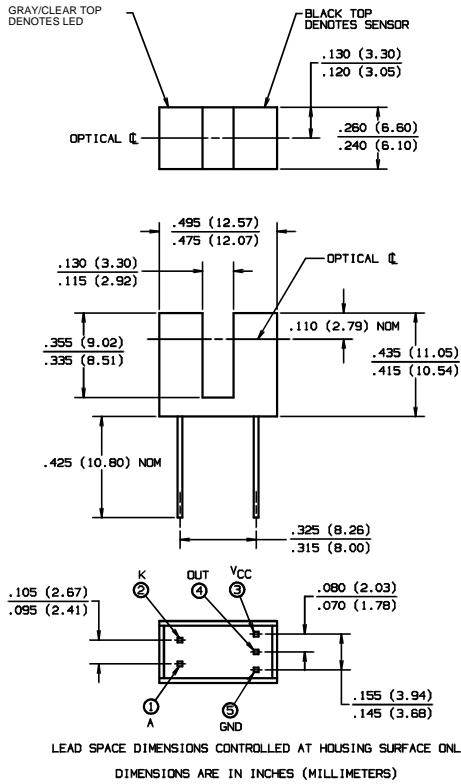 GRAY/CLEAR TOP
DENOTES LED
BLACK TOP
DENOTES SENSOR
.130 (3.30)
.120 (3.05)
OPTICAL ℄
.260 (6.60)
.240 (6.10)
.495 (12.57)
.475 (12.07)
.130 (3.30)
.115 (2.92)
OPTICAL ℄
.110 (2.79) NOM
.355 (9.02)
.335 (8.51)
.435 (11.05)
.415 (10.54)
.425 (10.80) NOM
.325 (8.26)
.315 (8.00)
K
2
OUT
4
VCC
3
.105 (2.67)
.095 (2.41)
.080 (2.03)
.070 (1.78)
1
A
5
GND
.155 (3.94)
.145 (3.68)
LEAD SPACE DIMENSIONS CONTROLLED AT HOUSING SURFACE ONL
DIMENSIONS ARE IN INCHES (MILLIMETERS)